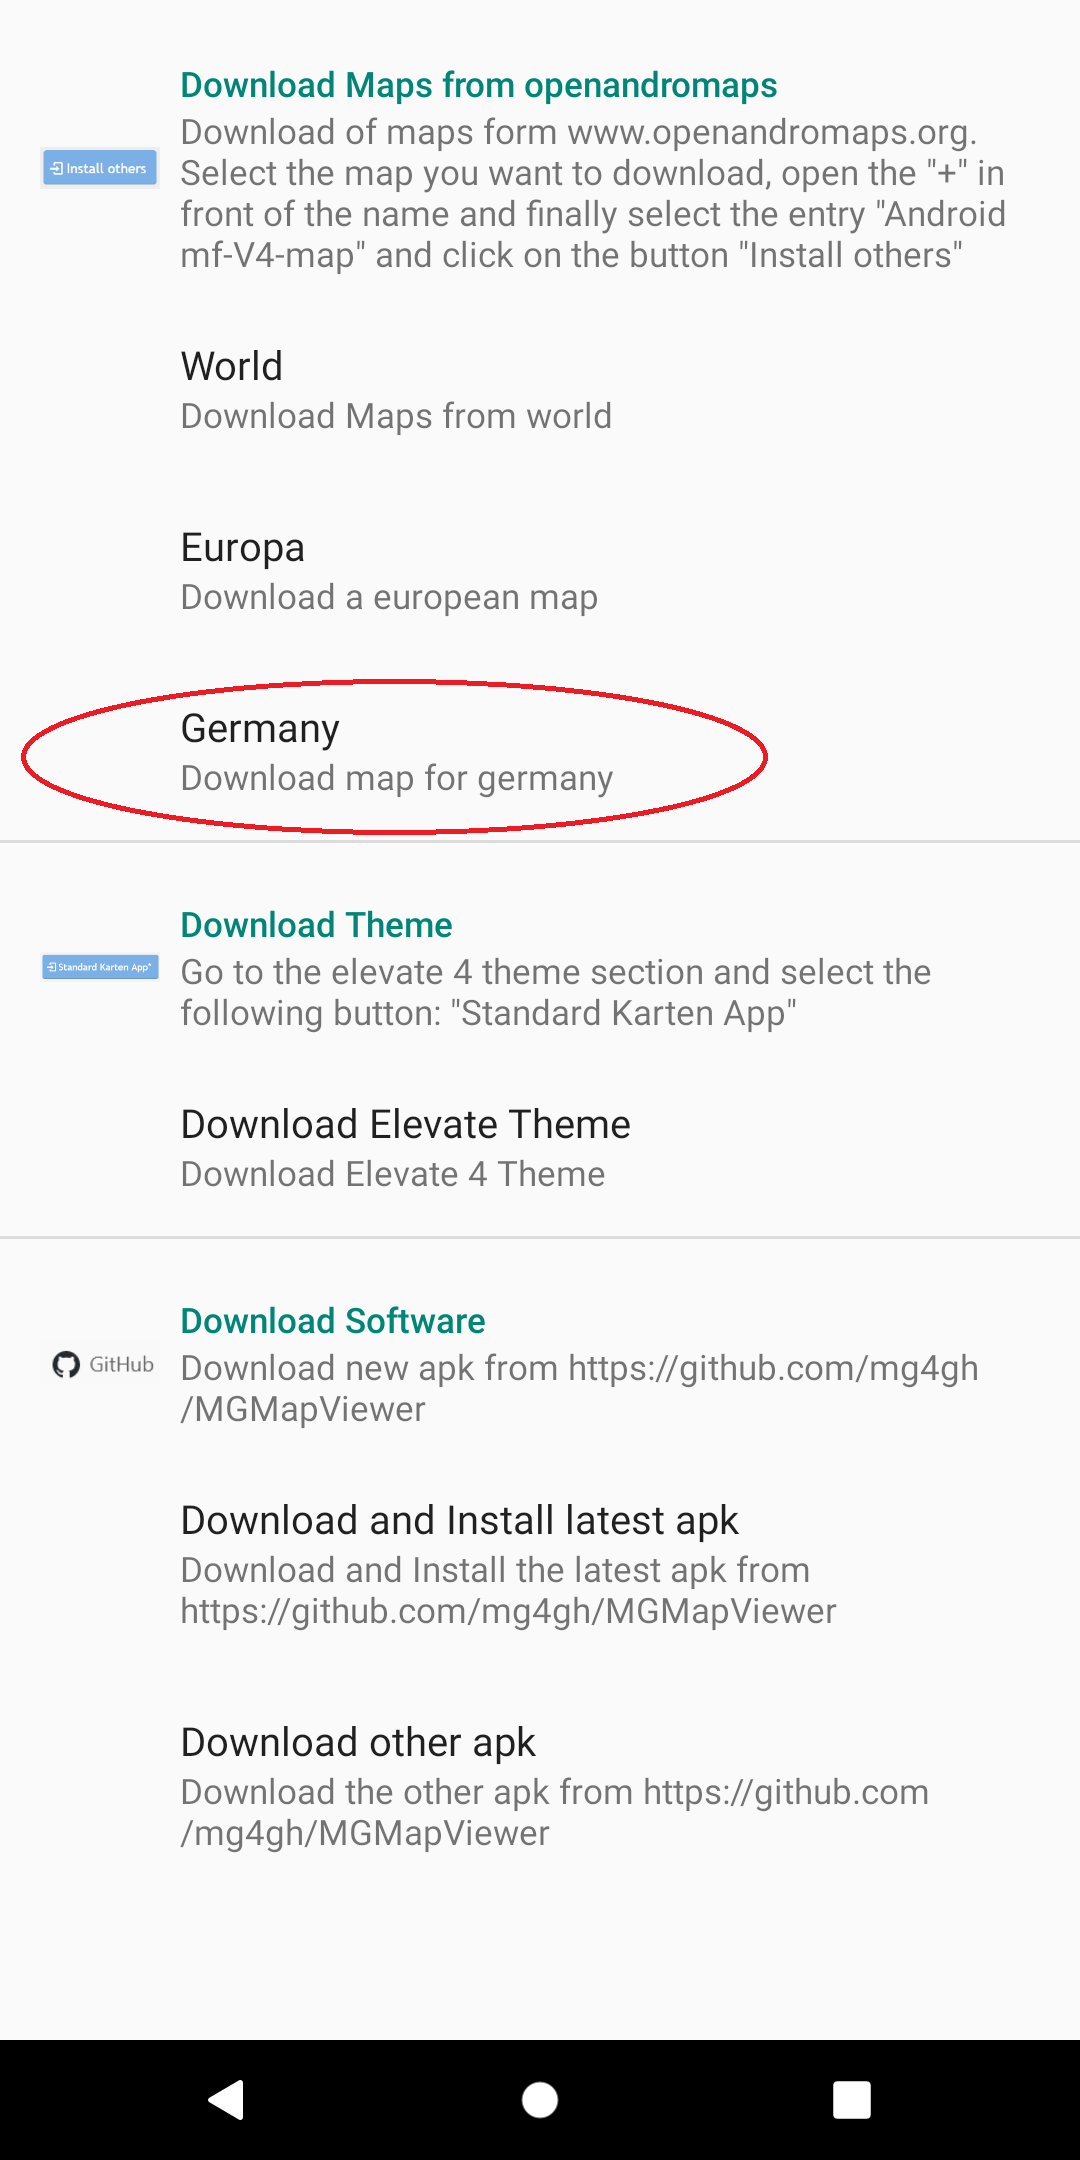 Download Maps from openandromaps
Download of maps form www.openandromaps.org.
Install others
Select the map you want to download, open the "+" in
front of the name and finally select the entry "Android
mf-V4-map" and click on the button "Install others"
World
Download Maps from world
Europa
Download a european map
Germany
Download map for germany
Download Theme
Standard Karten App*
Go to the elevate 4 theme section and select the
following button: "Standard Karten App"
Download Elevate Theme
Download Elevate 4 Theme
Download Software
GitHub
Download new apk from https://github.com/mg4gh
/MGMapViewer
Download and Install latest apk
Download and Install the latest apk from
https://github.com/mg4gh/MGMapViewer
Download other apk
Download the other apk from https://github.com
/mg4gh/MGMapViewer